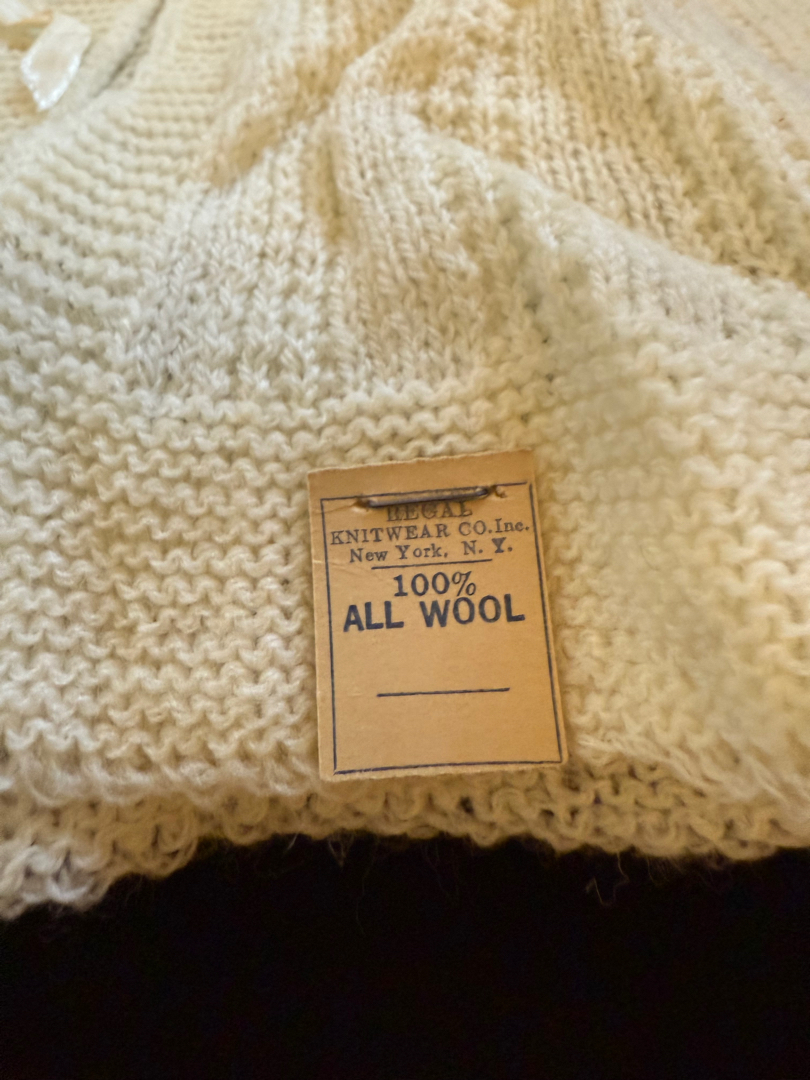 REGAL
KNITWEAR CO. Inc.
New York, N. Y.
100%
ALL WOOL